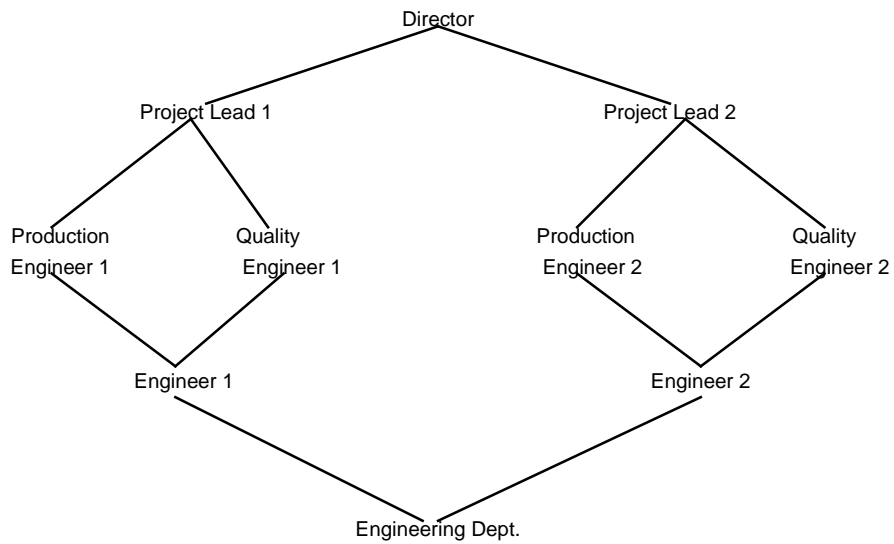 Director
Project Lead 1
Project Lead 2
Production
Engineer 1
Quality
Engineer 1
Production
Engineer 2
Quality
Engineer 2
Engineer 1
Engineer 2
Engineering Dept.